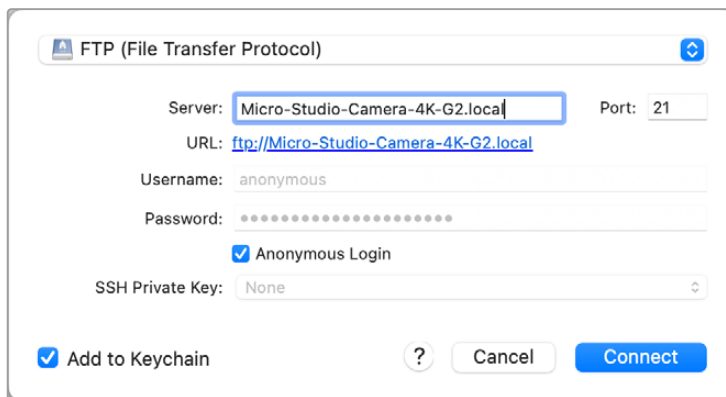 FTP (File Transfer Protocol)
Server: Micro-Studio-Camera-4K-G2.local Port: 21
URL: ftp://Micro-Studio-Camera-4K-G2.local
Username: anonymous
Password: •••••••••••••••••••••
Anonymous Login
SSH Private Key: None
Add to Keychain ? Cancel Connect